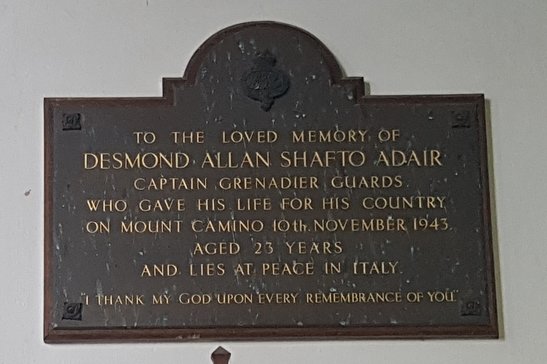 TO THE LOVED MEMORY OF
DESMOND ALLAN SHAFTO ADAIR
CAPTAIN GRENADIER GUARDS.
WHO GAVE HIS LIFE FOR HIS COUNTRY
ON MOUNT CAMINO 10th. NOVEMBER 1943.
AGED 23 YEARS
AND LIES AT PEACE IN ITALY.
"I THANK MY GOD UPON EVERY REMEMBRANCE OF YOU."